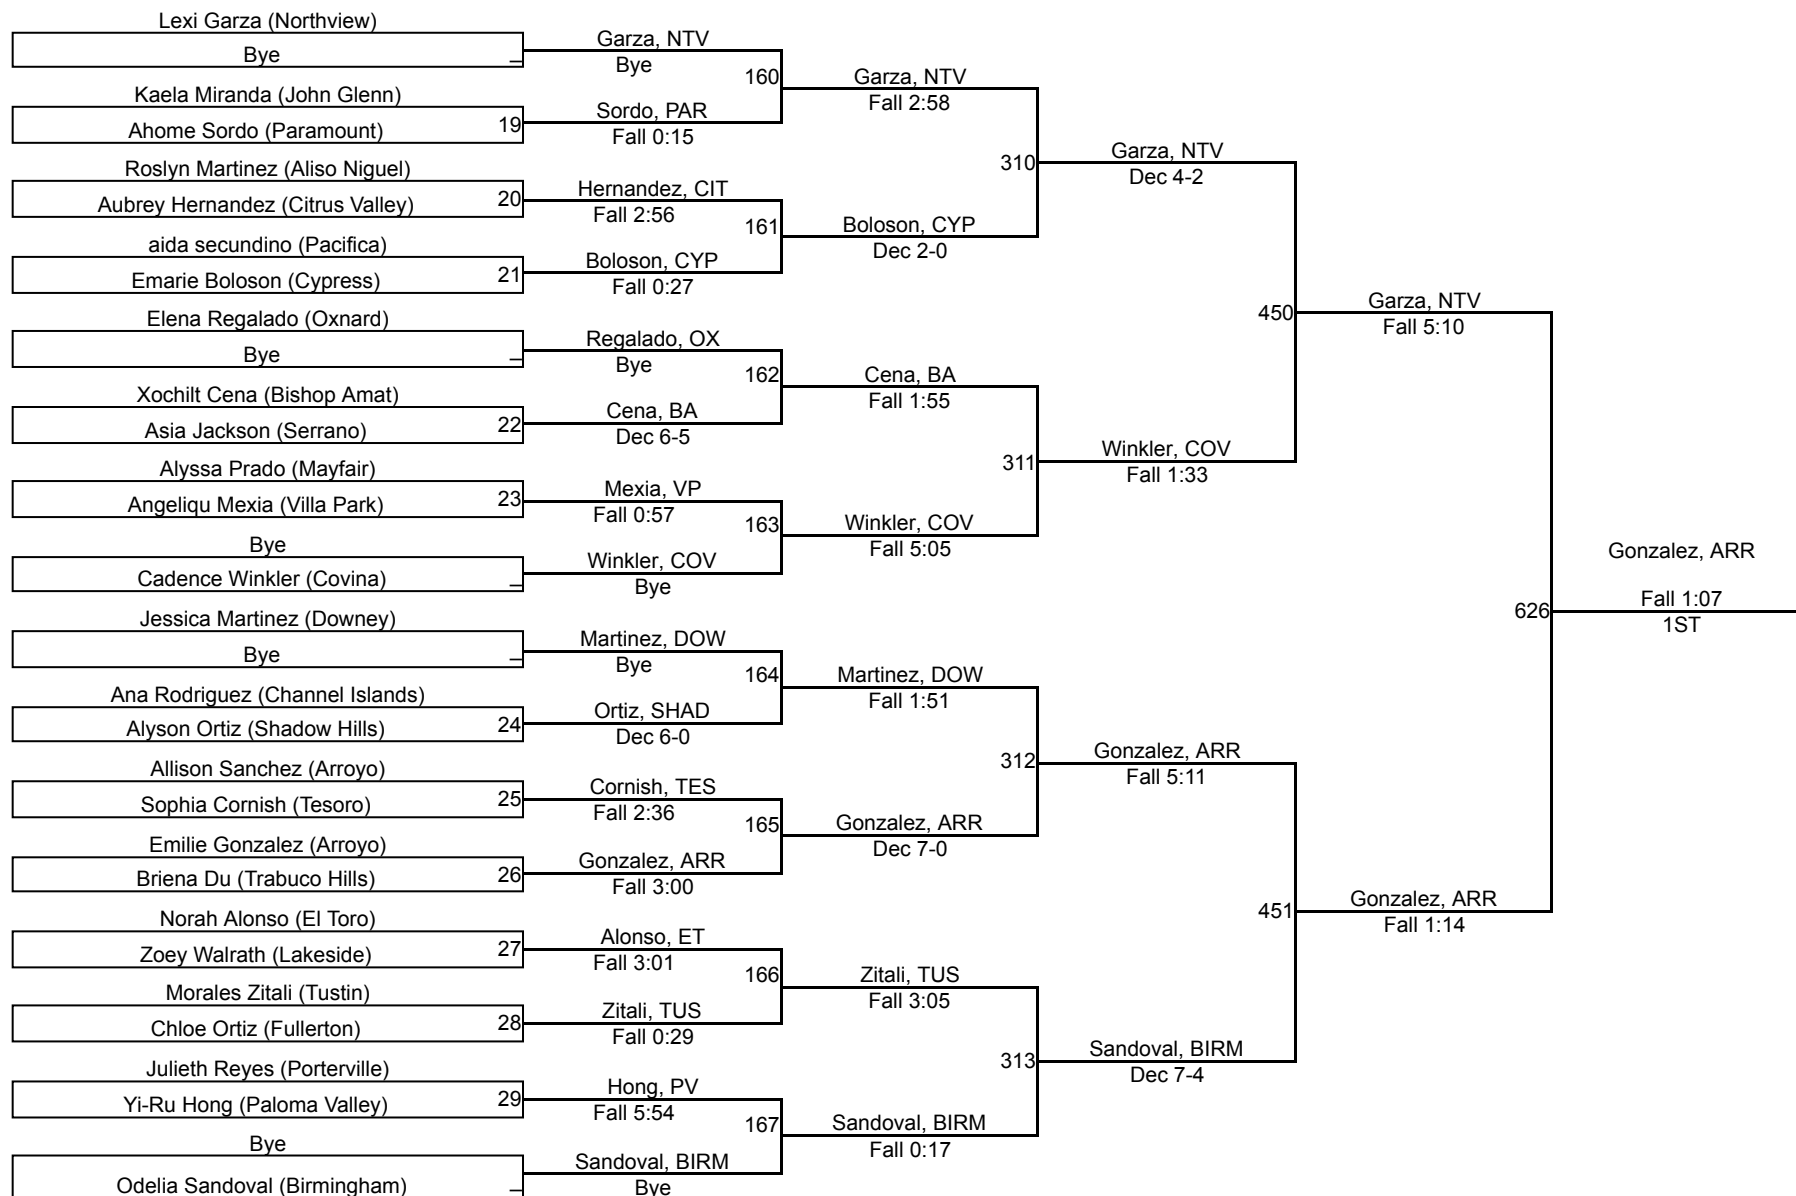 Lexi Garza (Northview)
Bye
_
Kaela Miranda (John Glenn)
Ahome Sordo (Paramount)
19
Roslyn Martinez (Aliso Niguel)
Aubrey Hernandez (Citrus Valley)
20
aida secundino (Pacifica)
Emarie Boloson (Cypress)
21
Elena Regalado (Oxnard)
Bye
_
Xochilt Cena (Bishop Amat)
Asia Jackson (Serrano)
22
Alyssa Prado (Mayfair)
Angeliqu Mexia (Villa Park)
23
Bye
Cadence Winkler (Covina)
_
Jessica Martinez (Downey)
Bye
_
Ana Rodriguez (Channel Islands)
Alyson Ortiz (Shadow Hills)
24
Allison Sanchez (Arroyo)
Sophia Cornish (Tesoro)
25
Emilie Gonzalez (Arroyo)
Briena Du (Trabuco Hills)
26
Norah Alonso (El Toro)
Zoey Walrath (Lakeside)
27
Morales Zitali (Tustin)
Chloe Ortiz (Fullerton)
28
Julieth Reyes (Porterville)
Yi-Ru Hong (Paloma Valley)
29
Bye
Odelia Sandoval (Birmingham)
_
Garza, NTV
Bye
160
Sordo, PAR
Fall 0:15
Hernandez, CIT
Fall 2:56
161
Boloson, CYP
Fall 0:27
Regalado, OX
Bye
162
Cena, BA
Dec 6-5
Mexia, VP
Fall 0:57
163
Winkler, COV
Bye
Martinez, DOW
Bye
164
Ortiz, SHAD
Dec 6-0
Cornish, TES
Fall 2:36
165
Gonzalez, ARR
Fall 3:00
Alonso, ET
Fall 3:01
166
Zitali, TUS
Fall 0:29
Hong, PV
Fall 5:54
167
Sandoval, BIRM
Bye
Garza, NTV
Fall 2:58
310
Boloson, CYP
Dec 2-0
Cena, BA
Fall 1:55
311
Winkler, COV
Fall 5:05
Martinez, DOW
Fall 1:51
312
Gonzalez, ARR
Dec 7-0
Zitali, TUS
Fall 3:05
313
Sandoval, BIRM
Fall 0:17
Garza, NTV
Dec 4-2
450
Winkler, COV
Fall 1:33
Gonzalez, ARR
Fall 5:11
451
Sandoval, BIRM
Dec 7-4
Garza, NTV
Fall 5:10
626
Gonzalez, ARR
Fall 1:14
Gonzalez, ARR
Fall 1:07
1ST